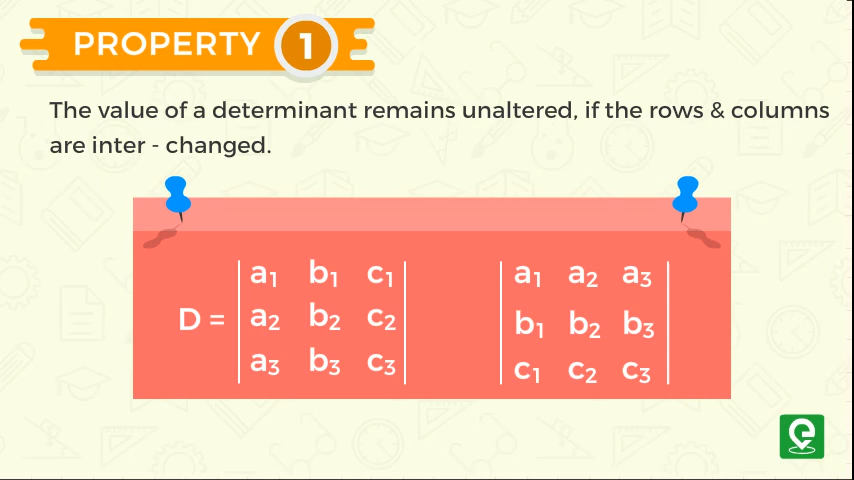 PROPERTY 1
The value of a determinant remains unaltered, if the rows & columns
are inter - changed.
a₁ b₁ c₁ a₁ a₂ a₃
D = a₂ b₂ c₂ b₁ b₂ b₃
a₃ b₃ c₃ c₁ c₂ c₃